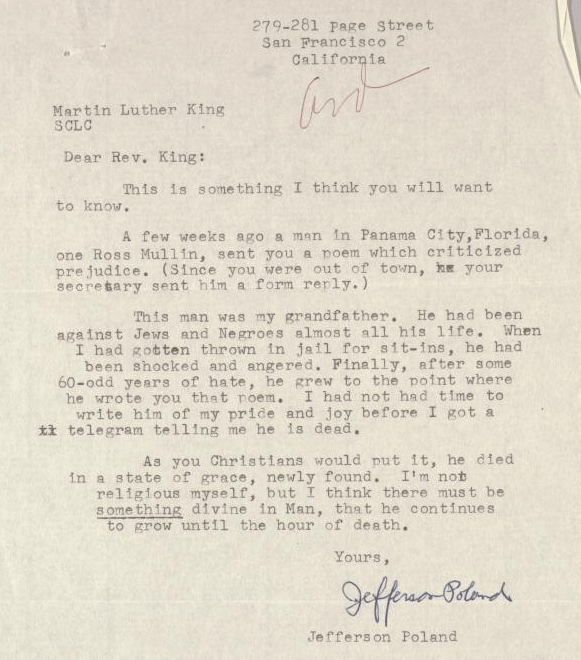 279-281 Page Street
San Francisco 2
California
Martin Luther King
SCLC
Dear Rev. King:
This is something I think you will want
to know.
A few weeks ago a man in Panama City,Florida,
one Ross Mullin, sent you a poem which criticized
prejudice. (Since you were out of town, he your
secretary sent him a form reply.)
This man was my grandfather. He had been
against Jews and Negroes almost all his life. When
I had gotten thrown in jail for sit-ins, he had
been shocked and angered. Finally, after some
60-odd years of hate, he grew to the point where
he wrote you that poem. I had not had time to
write him of my pride and joy before I got a
telegram telling me he is dead.
As you Christians would put it, he died
in a state of grace, newly found. I'm not
religious myself, but I think there must be
something divine in Man, that he continues
to grow until the hour of death.
Yours,
Jefferson Poland
Jefferson Poland